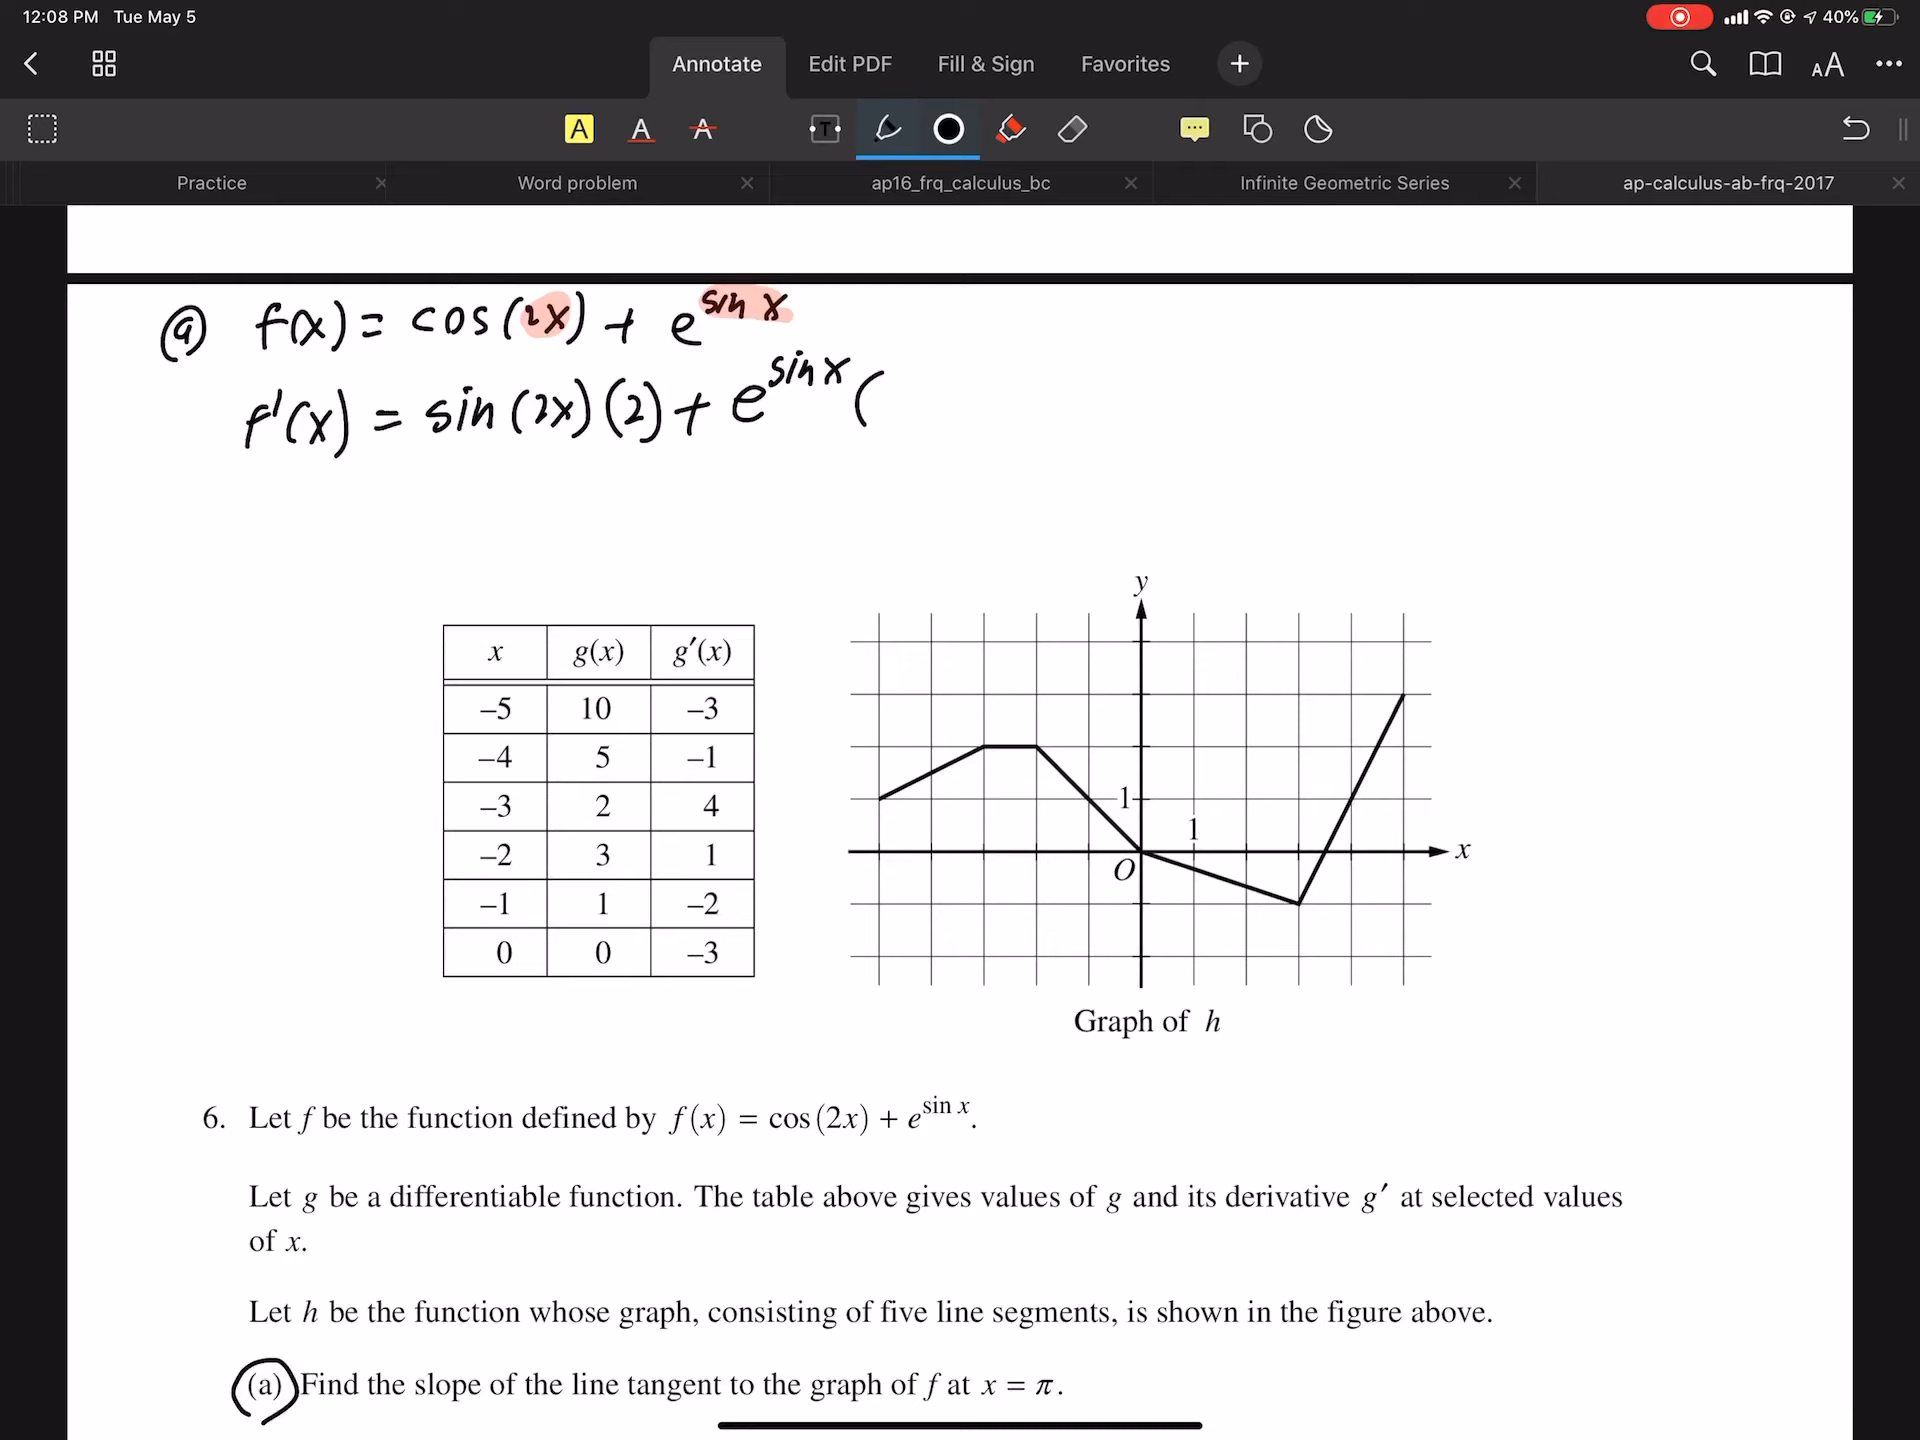 12:08 PM Tue May 5
40%
Annotate Edit PDF Fill & Sign Favorites
A A A T AA
Practice Word problem ap16_frq_calculus_bc Infinite Geometric Series ap-calculus-ab-frq-2017
(a) f(x) = cos(2x) + e^sin x
f'(x) = sin(2x)(2) + e^sin x (
x g(x) g′(x)
–5 10 –3
–4 5 –1
–3 2 4
–2 3 1
–1 1 –2
0 0 –3
y
1
1
O
x
Graph of h
6. Let f be the function defined by f(x) = cos(2x) + e^sin x.
Let g be a differentiable function. The table above gives values of g and its derivative g′ at selected values
of x.
Let h be the function whose graph, consisting of five line segments, is shown in the figure above.
(a) Find the slope of the line tangent to the graph of f at x = π.